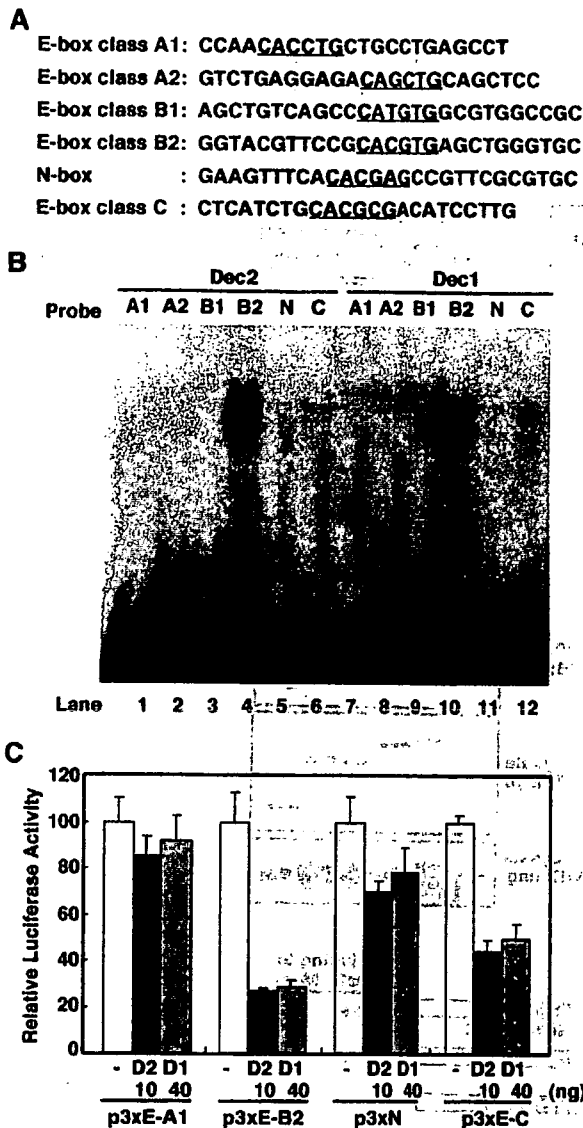 A
E-box class A1: CCAACACCTGCTGCCTGAGCCT
E-box class A2: GTCTGAGGAGACAGCTGCAGCTCC
E-box class B1: AGCTGTCAGCCCATGTGGCGTGGCCGC
E-box class B2: GGTACGTTCCGCACGTGAGCTGGGTGC
N-box : GAAGTTTCACACGAGCCGTTCGCGTGC
E-box class C : CTCATCTGCACGCGACATCCTTG
B
Dec2 Dec1
Probe A1 A2 B1 B2 N C A1 A2 B1 B2 N C
Lane 1 2 3 4 5 6 7 8 9 10 11 12
C
Relative Luciferase Activity
120
100
80
60
40
20
0
- D2 D1 - D2 D1 - D2 D1 - D2 D1
10 40 10 40 10 40 10 40 (ng)
p3xE-A1 p3xE-B2 p3xN p3xE-C